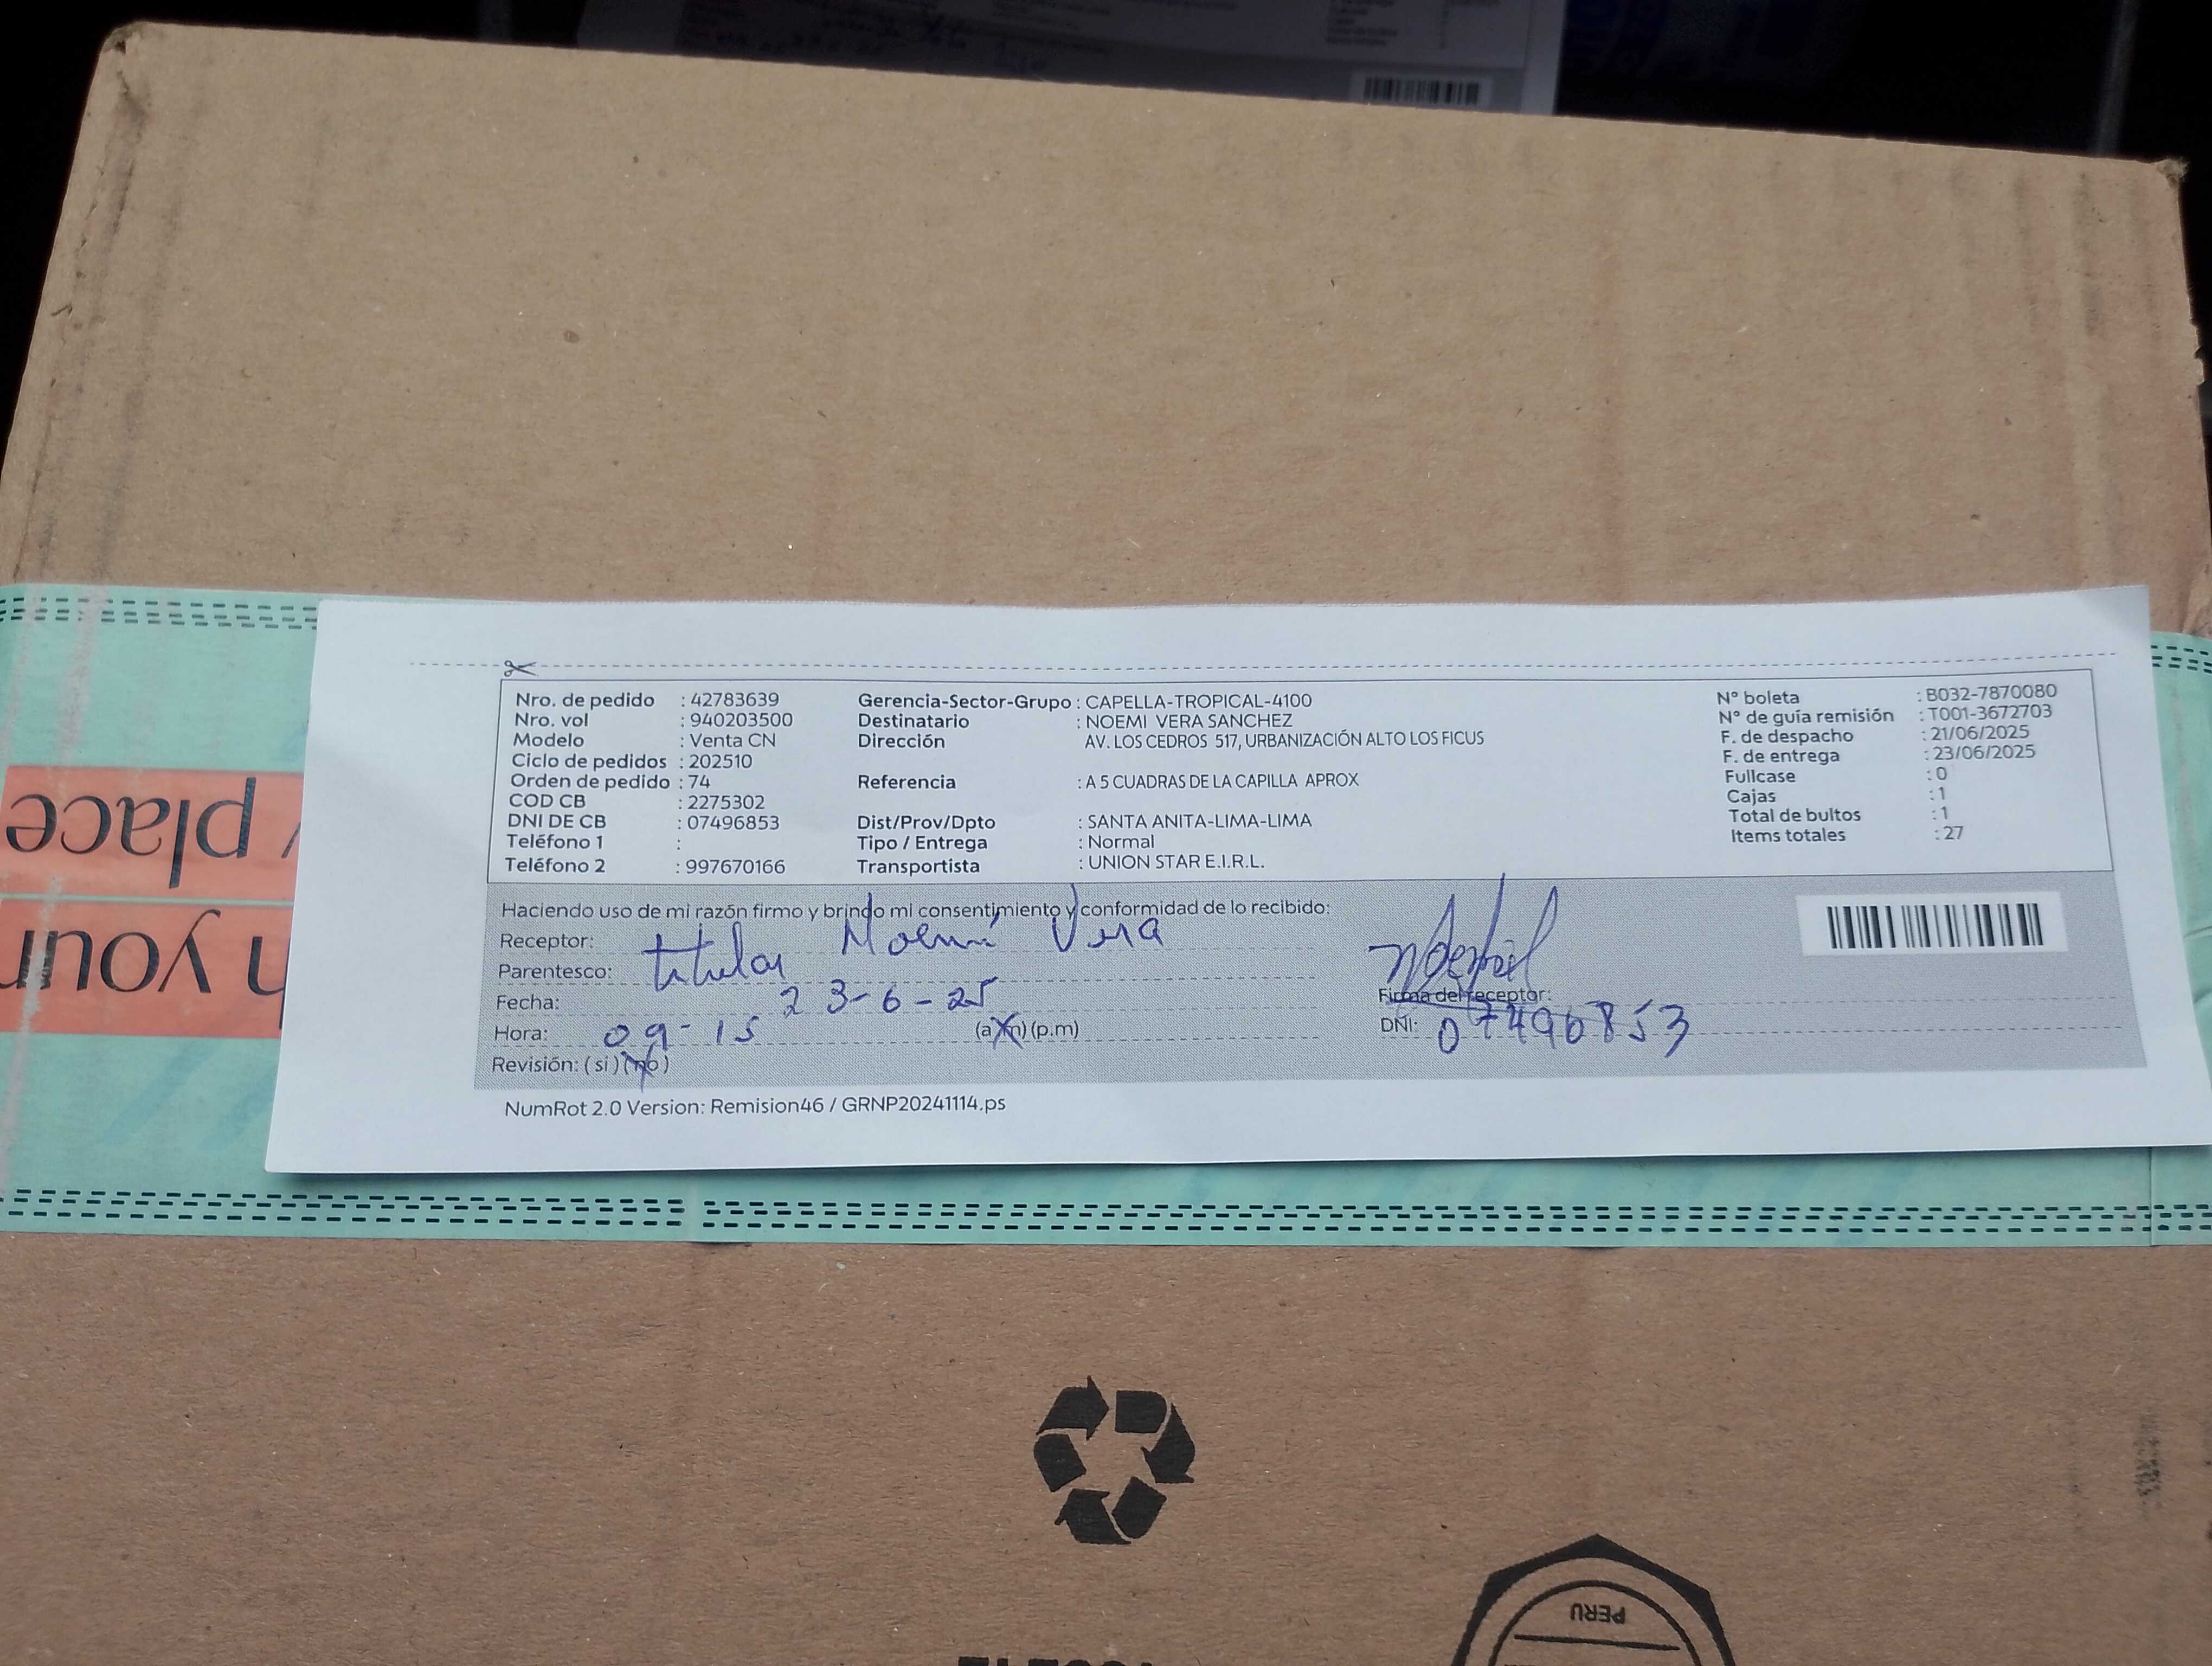 Nro. de pedido : 42783639
Nro. vol : 940203500
Modelo : Venta CN
Ciclo de pedidos : 202510
Orden de pedido : 74
COD CB : 2275302
DNI DE CB : 07496853
Teléfono 1 :
Teléfono 2 : 997670166
Gerencia-Sector-Grupo : CAPELLA-TROPICAL-4100
Destinatario : NOEMI VERA SANCHEZ
Dirección AV. LOS CEDROS 517, URBANIZACIÓN ALTO LOS FICUS
Referencia : A 5 CUADRAS DE LA CAPILLA APROX
Dist/Prov/Dpto : SANTA ANITA-LIMA-LIMA
Tipo / Entrega : Normal
Transportista : UNION STAR E.I.R.L.
N° boleta : B032-7870080
N° de guía remisión : T001-3672703
F. de despacho : 21/06/2025
F. de entrega : 23/06/2025
Fullcase : 0
Cajas : 1
Total de bultos : 1
Items totales : 27
Haciendo uso de mi razón firmo y brindo mi consentimiento y conformidad de lo recibido:
Receptor: Noemí Vera
Parentesco: titular
Fecha: 23-6-25
Hora: 09-15 (a.m) (p.m)
Revisión: (si) (no)
Firma del receptor:
DNI: 07496853
NumRot 2.0 Version: Remision46 / GRNP20241114.ps
place
your
PERU